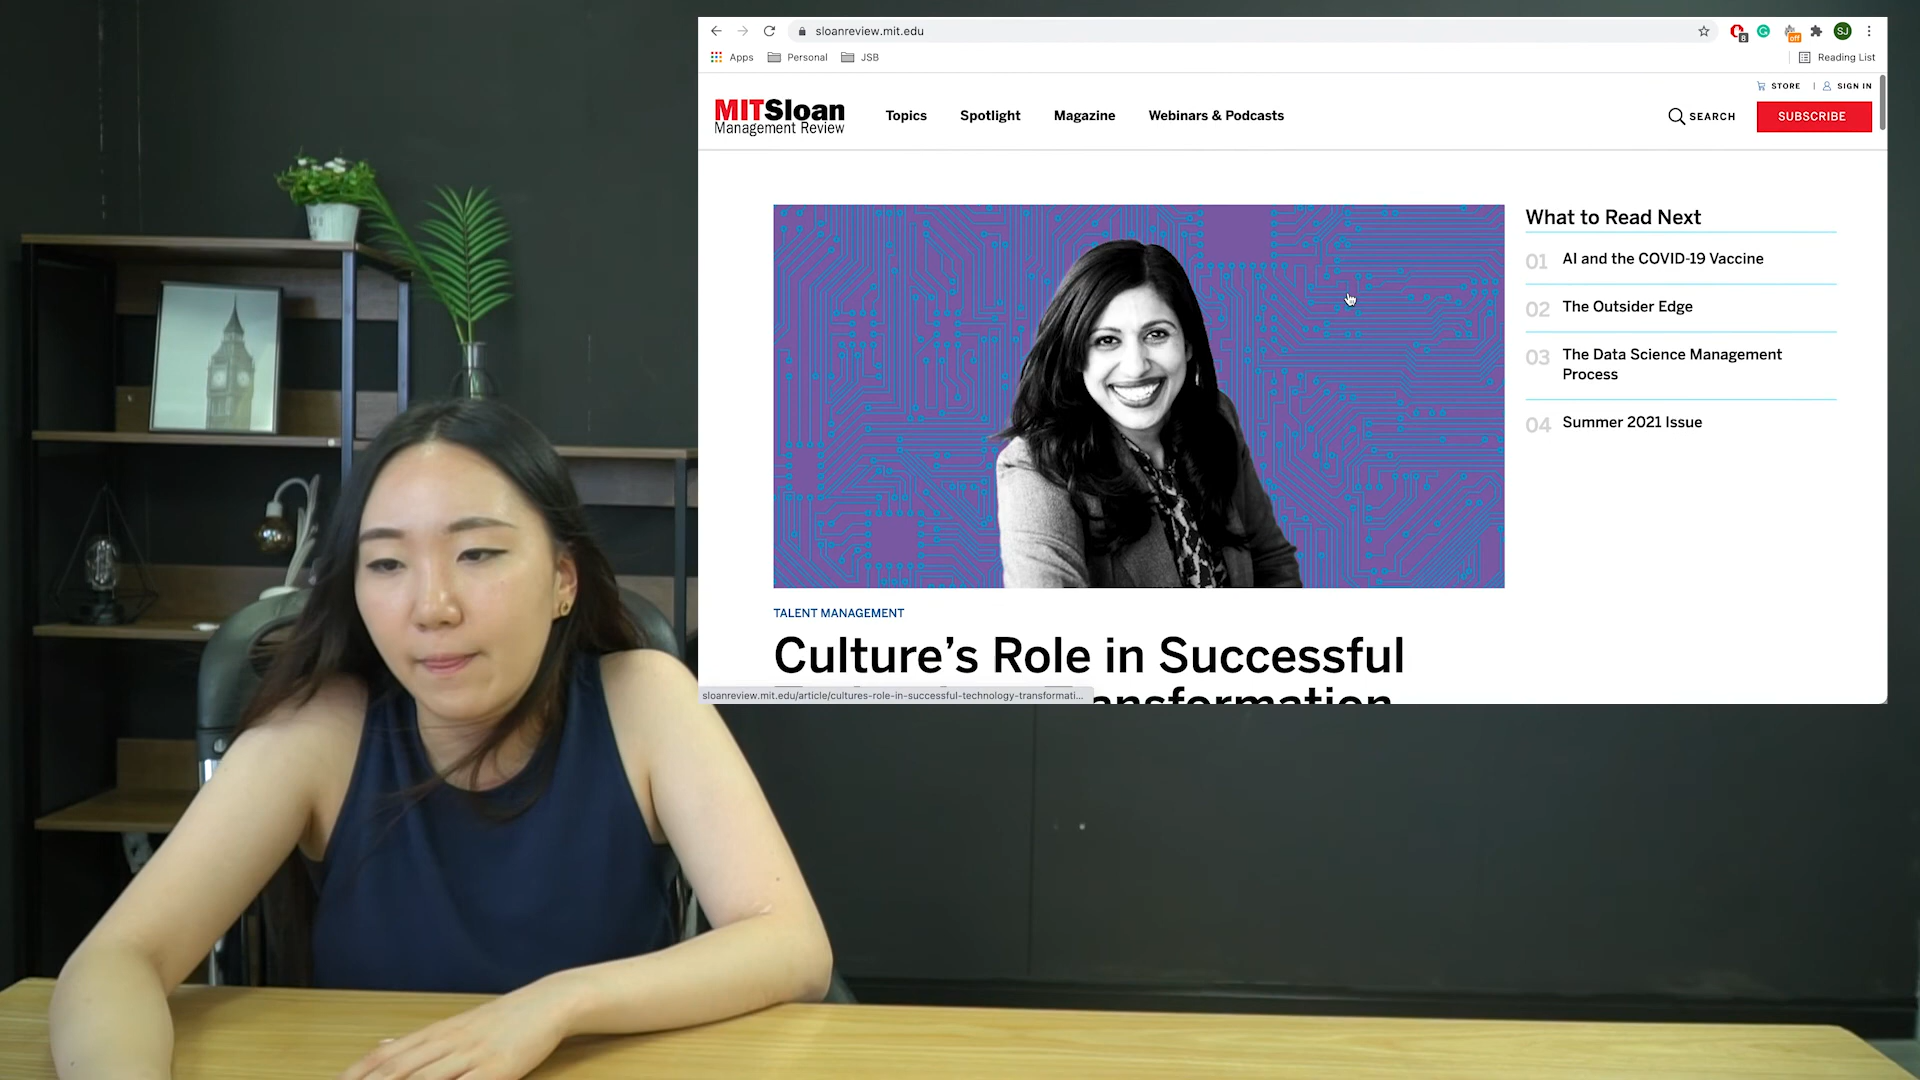 sloanreview.mit.edu
Apps Personal JSB Reading List
STORE | SIGN IN
MITSloan
Management Review
Topics Spotlight Magazine Webinars & Podcasts SEARCH SUBSCRIBE
What to Read Next
01 AI and the COVID-19 Vaccine
02 The Outsider Edge
03 The Data Science Management
Process
04 Summer 2021 Issue
TALENT MANAGEMENT
Culture’s Role in Successful
sloanreview.mit.edu/article/cultures-role-in-successful-technology-transformati...